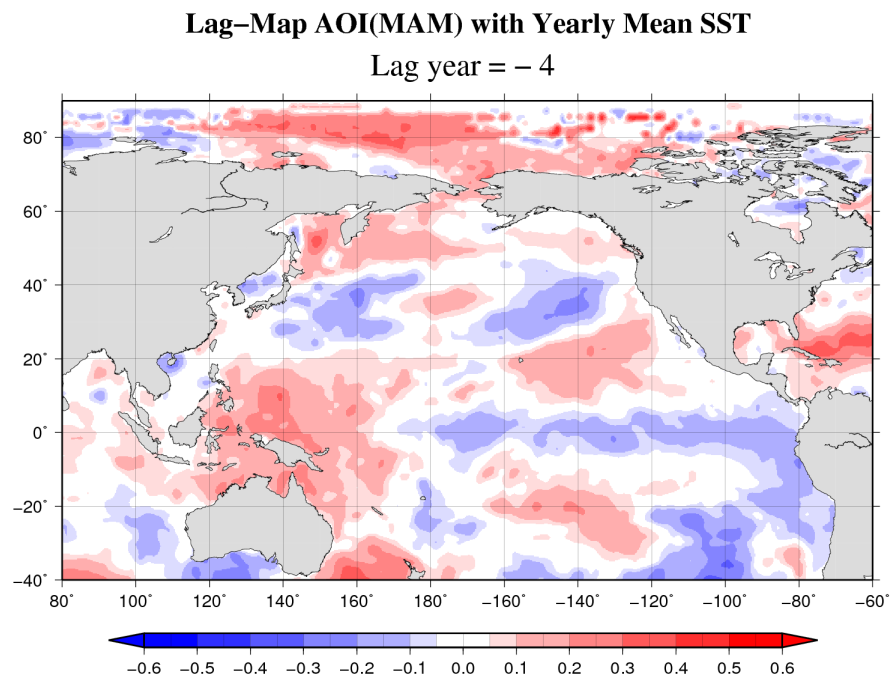 Lag–Map AOI(MAM) with Yearly Mean SST
Lag year = – 4
80˚
60˚
40˚
20˚
0˚
−20˚
−40˚
80 100 120 140 160 180 −160˚ −140˚ −120˚ −100˚ −80˚ −60˚
−0.6 −0.5 −0.4 −0.3 −0.2 −0.1 0.0 0.1 0.2 0.3 0.4 0.5 0.6